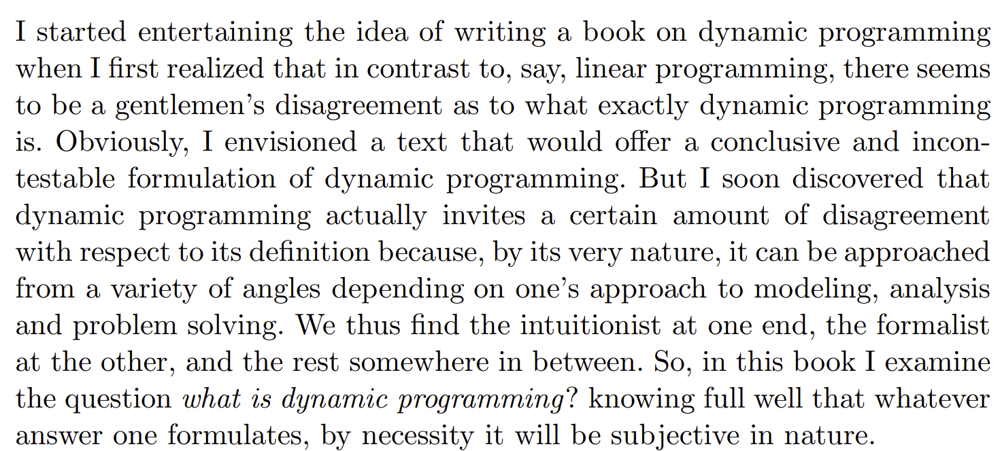 I started entertaining the idea of writing a book on dynamic programming
when I first realized that in contrast to, say, linear programming, there seems
to be a gentlemen’s disagreement as to what exactly dynamic programming
is. Obviously, I envisioned a text that would offer a conclusive and incon-
testable formulation of dynamic programming. But I soon discovered that
dynamic programming actually invites a certain amount of disagreement
with respect to its definition because, by its very nature, it can be approached
from a variety of angles depending on one’s approach to modeling, analysis
and problem solving. We thus find the intuitionist at one end, the formalist
at the other, and the rest somewhere in between. So, in this book I examine
the question what is dynamic programming? knowing full well that whatever
answer one formulates, by necessity it will be subjective in nature.